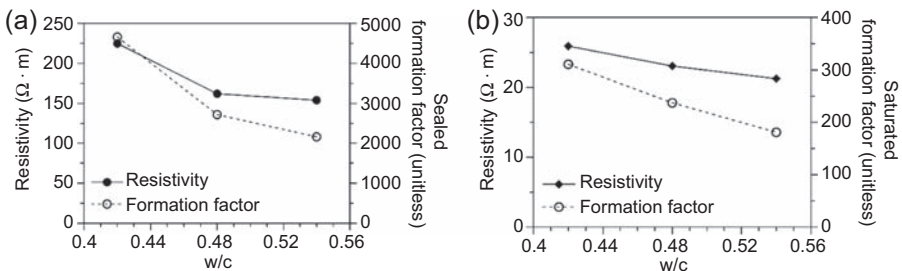 (a)
Resistivity (Ω · m)
250
200
150
100
50
0
5000
4000
3000
2000
1000
0
Sealed
formation factor (unitless)
Resistivity
Formation factor
0.4
0.44
0.48
0.52
0.56
w/c
(b)
Resistivity (Ω · m)
30
20
10
0
400
300
200
100
0
Saturated
formation factor (unitless)
Resistivity
Formation factor
0.4
0.44
0.48
0.52
0.56
w/c